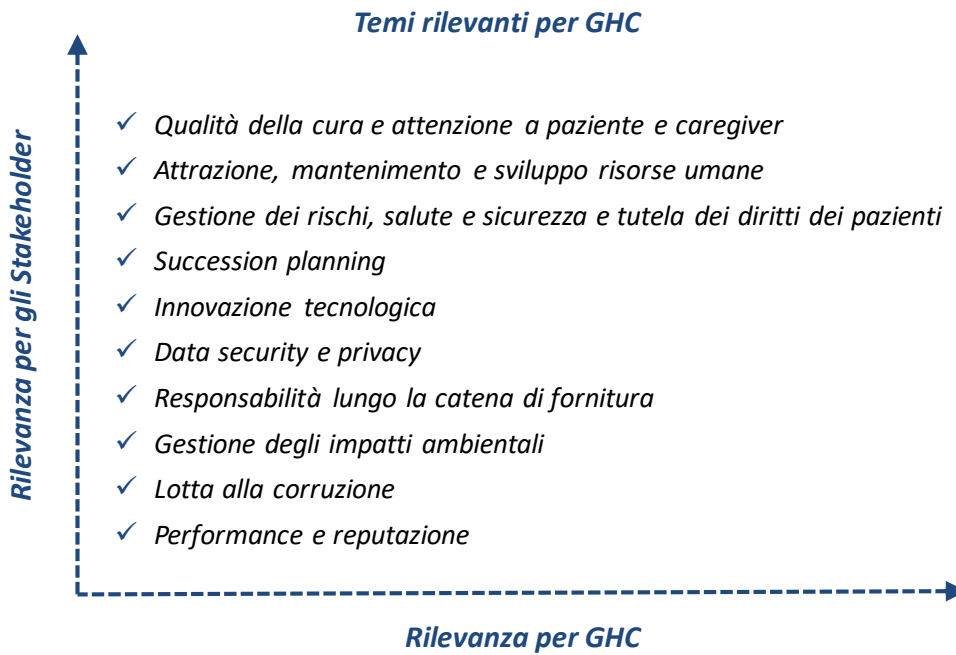 Temi rilevanti per GHC
Rilevanza per gli Stakeholder
✓ Qualità della cura e attenzione a paziente e caregiver
✓ Attrazione, mantenimento e sviluppo risorse umane
✓ Gestione dei rischi, salute e sicurezza e tutela dei diritti dei pazienti
✓ Succession planning
✓ Innovazione tecnologica
✓ Data security e privacy
✓ Responsabilità lungo la catena di fornitura
✓ Gestione degli impatti ambientali
✓ Lotta alla corruzione
✓ Performance e reputazione
Rilevanza per GHC